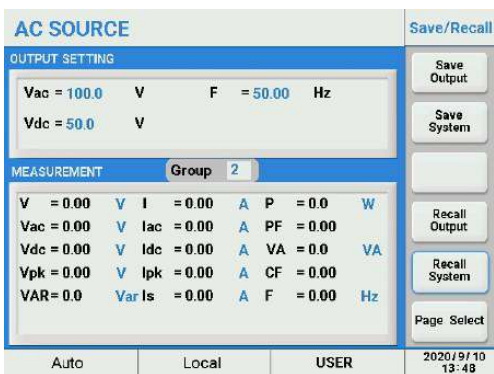 AC SOURCE
Save/Recall
OUTPUT SETTING
Vac = 100.0 V F = 50.00 Hz
Vdc = 50.0 V
MEASUREMENT Group 2
V = 0.00 V I = 0.00 A P = 0.0 W
Vac = 0.00 V Iac = 0.00 A PF = 0.00
Vdc = 0.00 V Idc = 0.00 A VA = 0.0 VA
Vpk = 0.00 V Ipk = 0.00 A CF = 0.00
VAR= 0.0 Var Is = 0.00 A F = 0.00 Hz
Save
Output
Save
System
Recall
Output
Recall
System
Page Select
Auto Local USER
2020/9/10
13:48